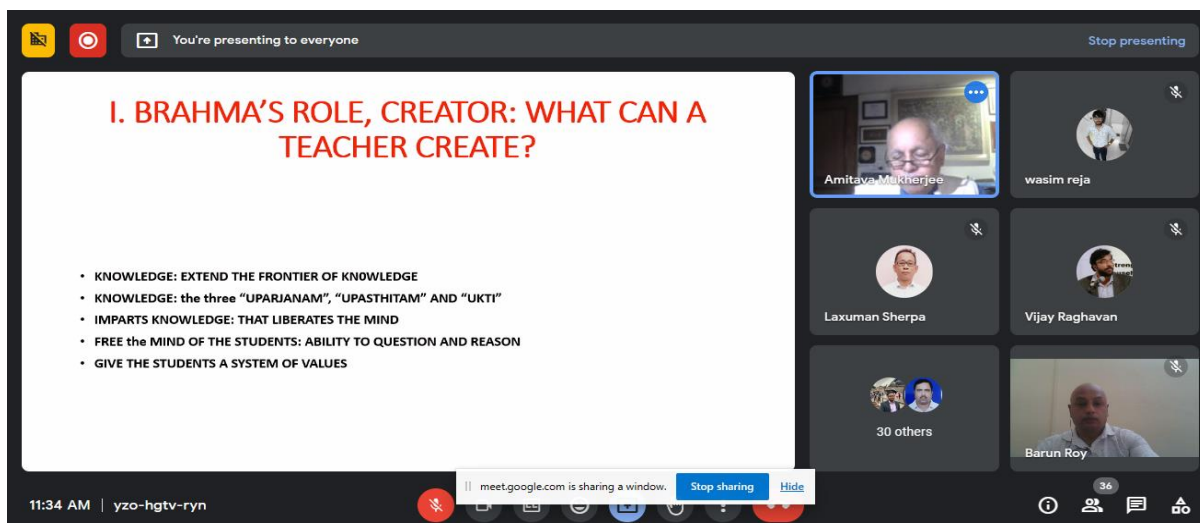 You're presenting to everyone
Stop presenting
I. BRAHMA'S ROLE, CREATOR: WHAT CAN A
TEACHER CREATE?
• KNOWLEDGE: EXTEND THE FRONTIER OF KN0WLEDGE
• KNOWLEDGE: the three "UPARJANAM", "UPASTHITAM" AND "UKTI"
• IMPARTS KNOWLEDGE: THAT LIBERATES THE MIND
• FREE the MIND OF THE STUDENTS: ABILITY TO QUESTION AND REASON
• GIVE THE STUDENTS A SYSTEM OF VALUES
Amitava Mukherjee
wasim reja
Laxuman Sherpa
Vijay Raghavan
30 others
Barun Roy
meet.google.com is sharing a window.
Stop sharing
Hide
11:34 AM | yzo-hgtv-ryn
36